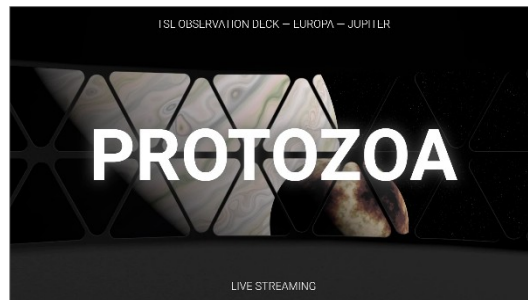 TSL OBSERVATION DECK — EUROPA — JUPITER
PROTOZOA
LIVE STREAMING